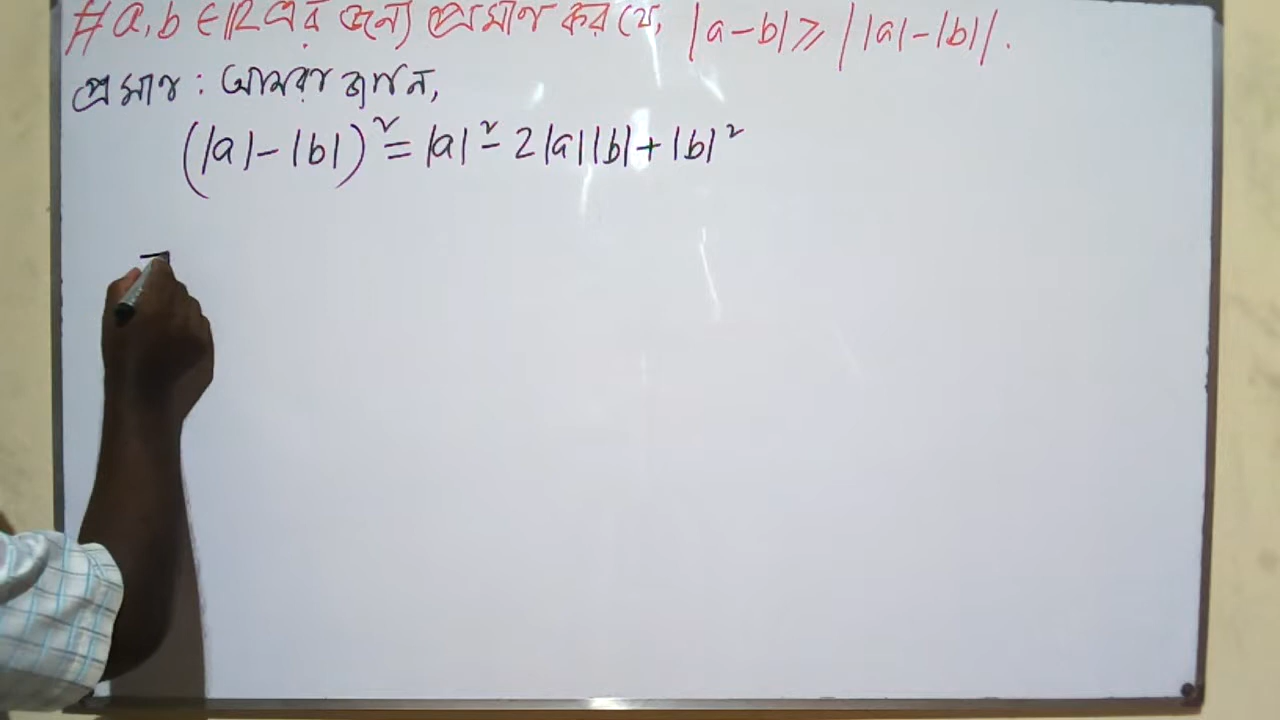 # a,b ∈ ℝ এর জন্য প্রমাণ কর যে, |a-b| ≥ ||a|-|b||.
প্রমাণ : আমরা জানি,
(|a|-|b|)² = |a|² - 2|a||b| + |b|²